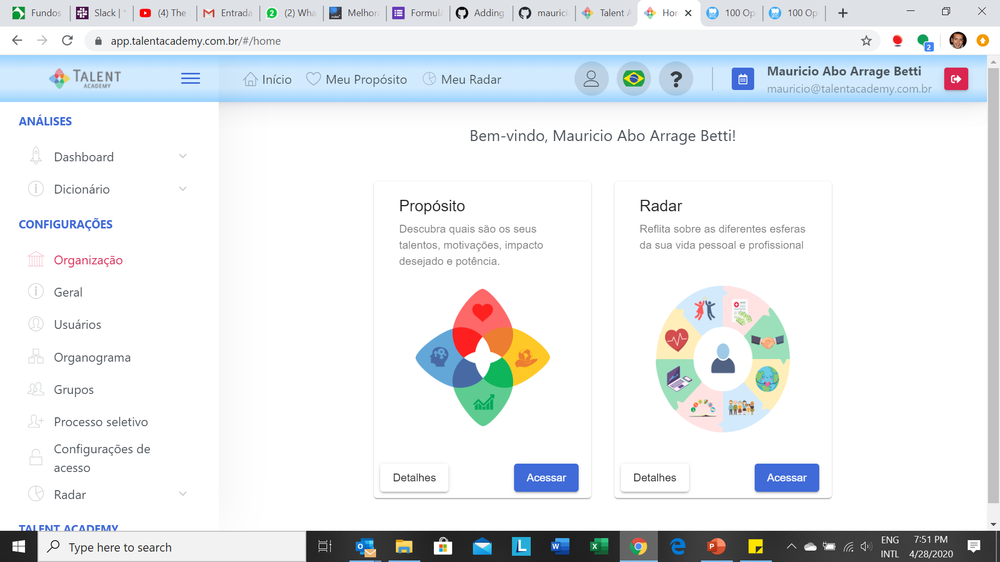 Fundos
Slack | *
(4) The
Entrada
(2) Wha
Melhora
Formulá
Adding
mauricio
Talent A
Hom
100 Op
100 Op
app.talentacademy.com.br/#/home
2
TALENT
ACADEMY
Início
Meu Propósito
Meu Radar
?
Mauricio Abo Arrage Betti
mauricio@talentacademy.com.br
ANÁLISES
Dashboard
Dicionário
CONFIGURAÇÕES
Organização
Geral
Usuários
Organograma
Grupos
Processo seletivo
Configurações de
acesso
Radar
TALENT ACADEMY
Bem-vindo, Mauricio Abo Arrage Betti!
Propósito
Descubra quais são os seus
talentos, motivações, impacto
desejado e potência.
Detalhes
Acessar
Radar
Reflita sobre as diferentes esferas
da sua vida pessoal e profissional
Detalhes
Acessar
Type here to search
ENG
INTL
7:51 PM
4/28/2020